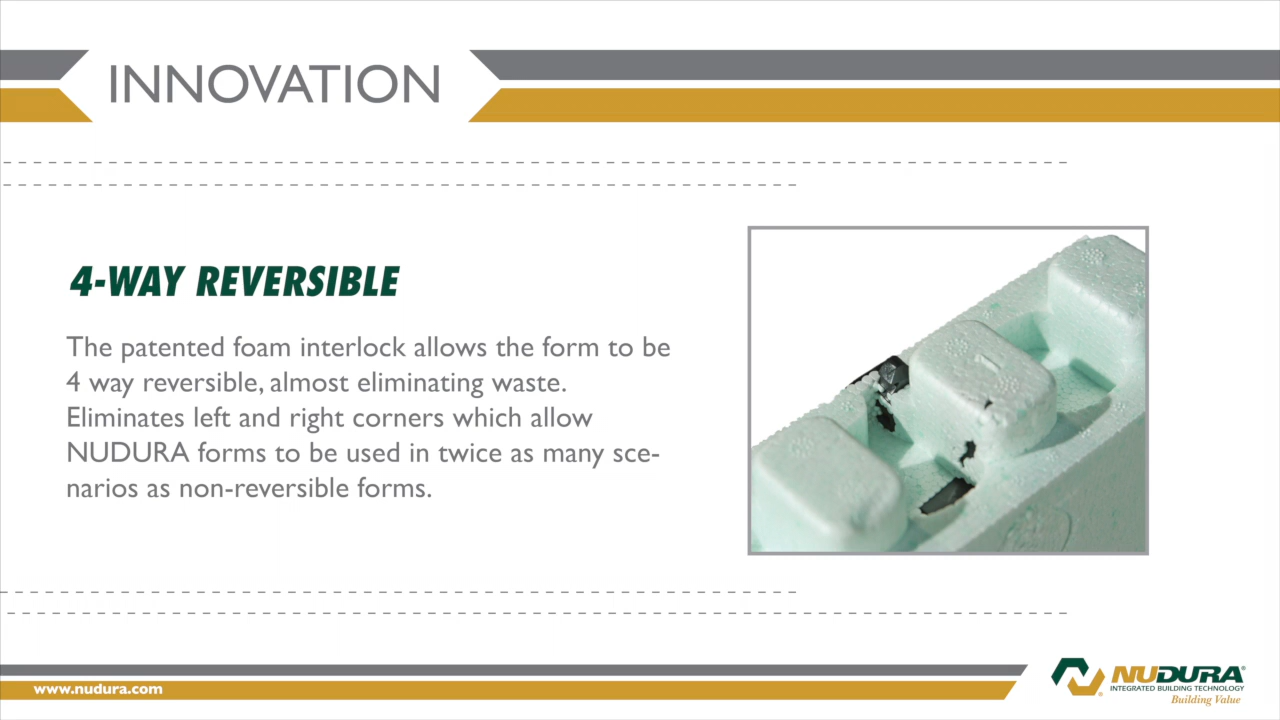 INNOVATION
4-WAY REVERSIBLE
The patented foam interlock allows the form to be
4 way reversible, almost eliminating waste.
Eliminates left and right corners which allow
NUDURA forms to be used in twice as many sce-
narios as non-reversible forms.
www.nudura.com
NUDURA®
INTEGRATED BUILDING TECHNOLOGY
®
Building Value